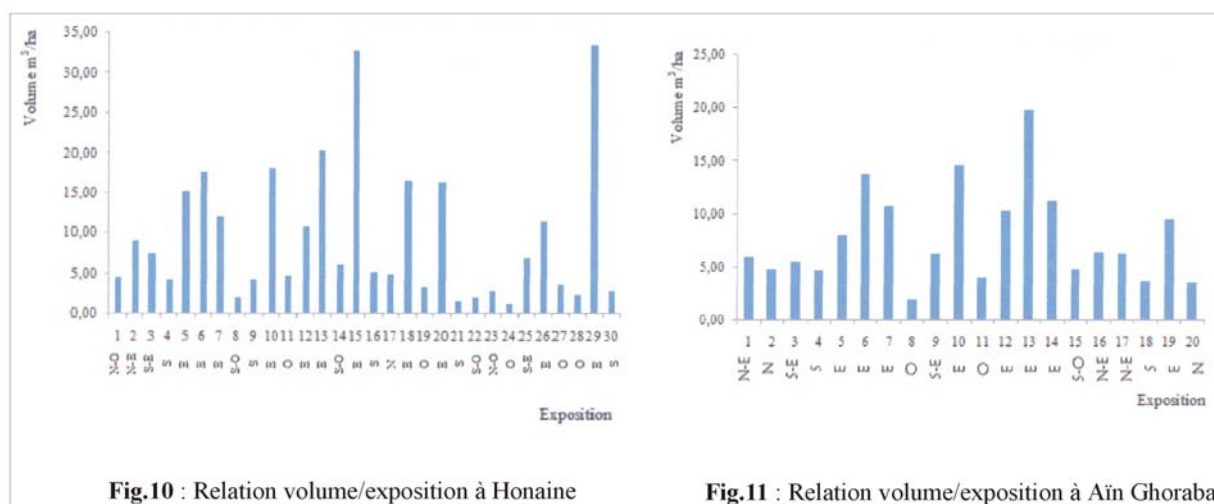 Volume m³/ha
35,00
30,00
25,00
20,00
15,00
10,00
5,00
0,00
1 2 3 4 5 6 7 8 9 10 11 12 13 14 15 16 17 18 19 20 21 22 23 24 25 26 27 28 29 30
N-O N-E S-E S E E E S-O S E O E E S-O E S N E O E S S-O N-O O S-E E O O E S
Exposition
Fig.10 : Relation volume/exposition à Honaine
Volume m³/ha
25,00
20,00
15,00
10,00
5,00
0,00
1 2 3 4 5 6 7 8 9 10 11 12 13 14 15 16 17 18 19 20
N-E N S-E S E E E O S-E E O E E E S-O N-E N-E S E N
Exposition
Fig.11 : Relation volume/exposition à Aïn Ghoraba